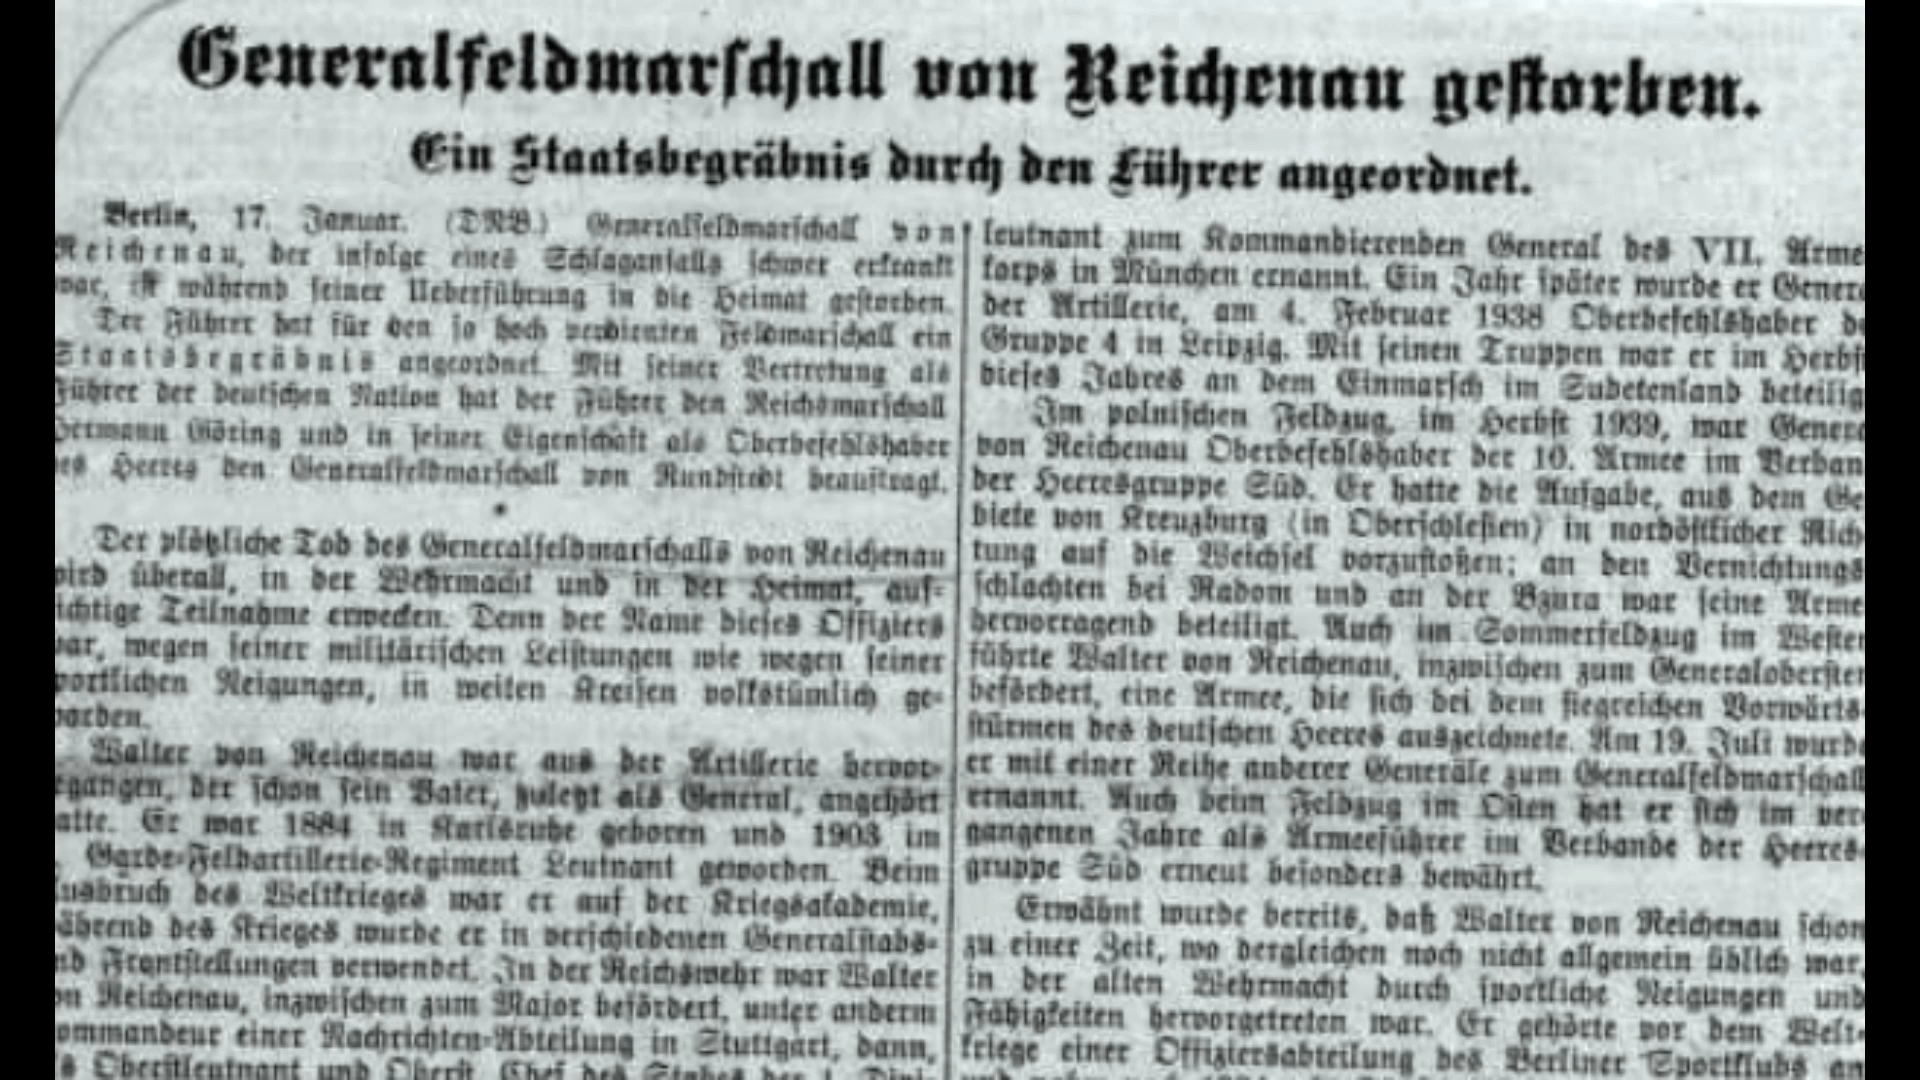 Generalfeldmarschall von Reichenau gestorben.
Ein Staatsbegräbnis durch den Führer angeordnet.
Berlin, 17. Januar. (DNB.) Generalfeldmarschall von
Reichenau, der infolge eines Schlaganfalls schwer erkrankt
war, ist während seiner Ueberführung in die Heimat gestorben.
Der Führer hat für den so hoch verdienten Feldmarschall ein
Staatsbegräbnis angeordnet. Mit seiner Vertretung als
Führer der deutschen Nation hat der Führer den Reichsmarschall
Hermann Göring und in seiner Eigenschaft als Oberbefehlshaber
des Heeres den Generalfeldmarschall von Rundstedt beauftragt.
*
Der plötzliche Tod des Generalfeldmarschalls von Reichenau
wird überall, in der Wehrmacht und in der Heimat, auf-
ichtige Teilnahme erwecken. Denn der Name dieses Offiziers
war, wegen seiner militärischen Leistungen wie wegen seiner
portlichen Neigungen, in weiten Kreisen volkstümlich ge-
worden.
Walter von Reichenau war aus der Artillerie hervor-
egangen, der schon sein Vater, zuletzt als General, angehört
atte. Er war 1884 in Karlsruhe geboren und 1903 im
. Garde-Feldartillerie-Regiment Leutnant geworden. Beim
Ausbruch des Weltkrieges war er auf der Kriegsakademie,
ährend des Krieges wurde er in verschiedenen Generalstabs-
nd Frontstellungen verwendet. In der Reichswehr war Walter
on Reichenau, inzwischen zum Major befördert, unter anderm
ommandeur einer Nachrichten-Abteilung in Stuttgart, dann,
s Oberstleutnant und Oberst, Chef des Stabes der 1. Divi-
leutnant zum Kommandierenden General des VII. Arme
korps in München ernannt. Ein Jahr später wurde er Genera
der Artillerie, am 4. Februar 1938 Oberbefehlshaber de
Gruppe 4 in Leipzig. Mit seinen Truppen war er im Herbst
dieses Jahres an dem Einmarsch im Sudetenland beteilig
Im polnischen Feldzug, im Herbst 1939, war Genera
von Reichenau Oberbefehlshaber der 10. Armee im Verban
der Heeresgruppe Süd. Er hatte die Aufgabe, aus dem Ge
biete von Kreuzburg (in Oberschlesien) in nordöstlicher Rich
tung auf die Weichsel vorzustoßen; an den Vernichtungs
schlachten bei Radom und an der Bzura war seine Arme
hervorragend beteiligt. Auch im Sommerfeldzug im Westen
führte Walter von Reichenau, inzwischen zum Generalobersten
befördert, eine Armee, die sich bei dem siegreichen Vorwärts-
stürmen des deutschen Heeres auszeichnete. Am 19. Juli wurde
er mit einer Reihe anderer Generäle zum Generalfeldmarschall
ernannt. Auch beim Feldzug im Osten hat er sich im ver
gangenen Jahre als Armeeführer im Verbande der Heeres-
gruppe Süd erneut besonders bewährt.
Erwähnt wurde bereits, daß Walter von Reichenau schon
zu einer Zeit, wo dergleichen noch nicht allgemein üblich war,
in der alten Wehrmacht durch sportliche Neigungen und
Fähigkeiten hervorgetreten war. Er gehörte vor dem Welt-
kriege einer Offiziersabteilung des Berliner Sportklubs an